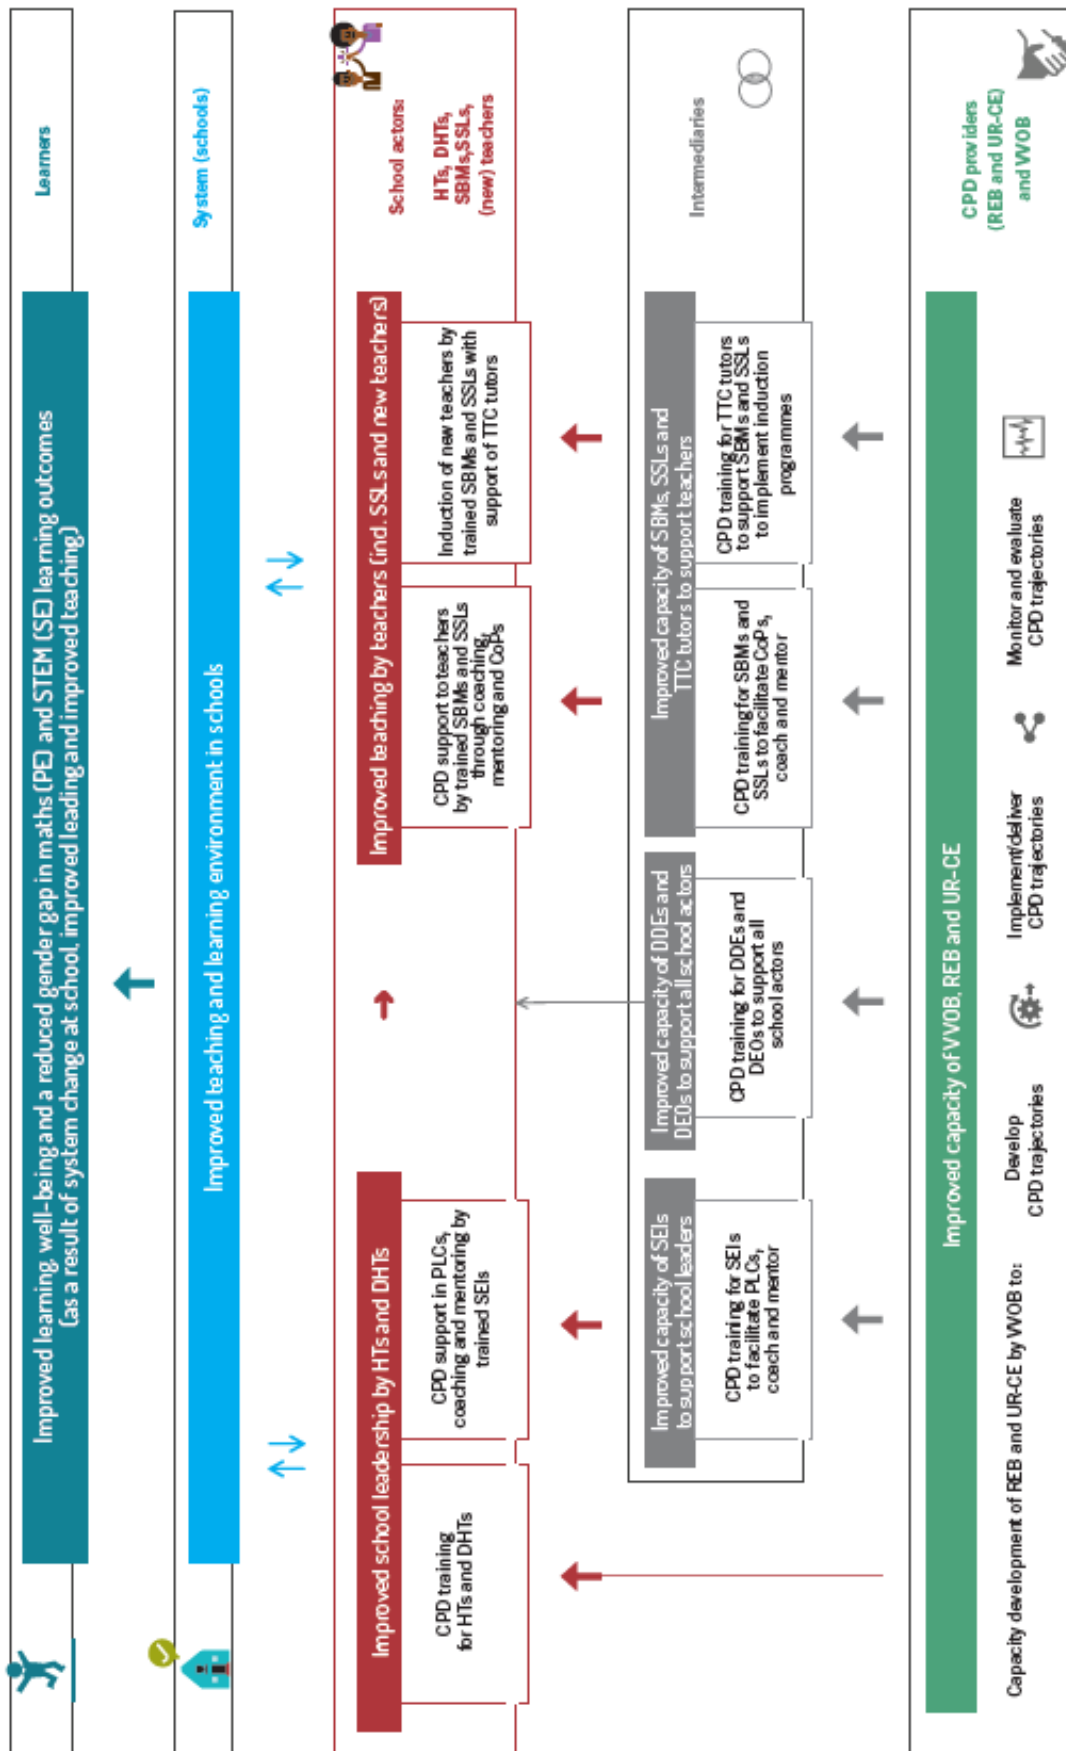 Improved learning, well-being and a reduced gender gap in maths (PE) and STEM (SE) learning outcomes
(as a result of system change at school, improved leading and improved teaching)
Learners
Improved teaching and learning environment in schools
System (schools)
Improved school leadership by HTs and DHTs
CPD training
for HTs and DHTs
CPD support in PLCs,
coaching and mentoring by
trained SEIs
Improved teaching by teachers (incl. SSLs and new teachers)
CPD support to teachers
by trained SBMs and SSLs
through coaching,
mentoring and CoPs
Induction of new teachers by
trained SBMs and SSLs with
support of TTC tutors
School actors:
HTs, DHTs,
SBMs,SSLs,
(new) teachers
Improved capacity of SEIs
to support school leaders
CPD training for SEIs
to facilitate PLCs,
coach and mentor
Improved capacity of DDEs and
DEOs to support all school actors
CPD training for DDEs and
DEOs to support all
school actors
Improved capacity of SBMs, SSLs and
TTC tutors to support teachers
CPD training for SBMs and
SSLs to facilitate CoPs,
coach and mentor
CPD training for TTC tutors
to support SBMs and SSLs
to implement induction
programmes
Intermediaries
Improved capacity of VVOB, REB and UR-CE
Capacity development of REB and UR-CE by VVOB to:
Develop
CPD trajectories
Implement/deliver
CPD trajectories
Monitor and evaluate
CPD trajectories
CPD providers
(REB and UR-CE)
and VVOB